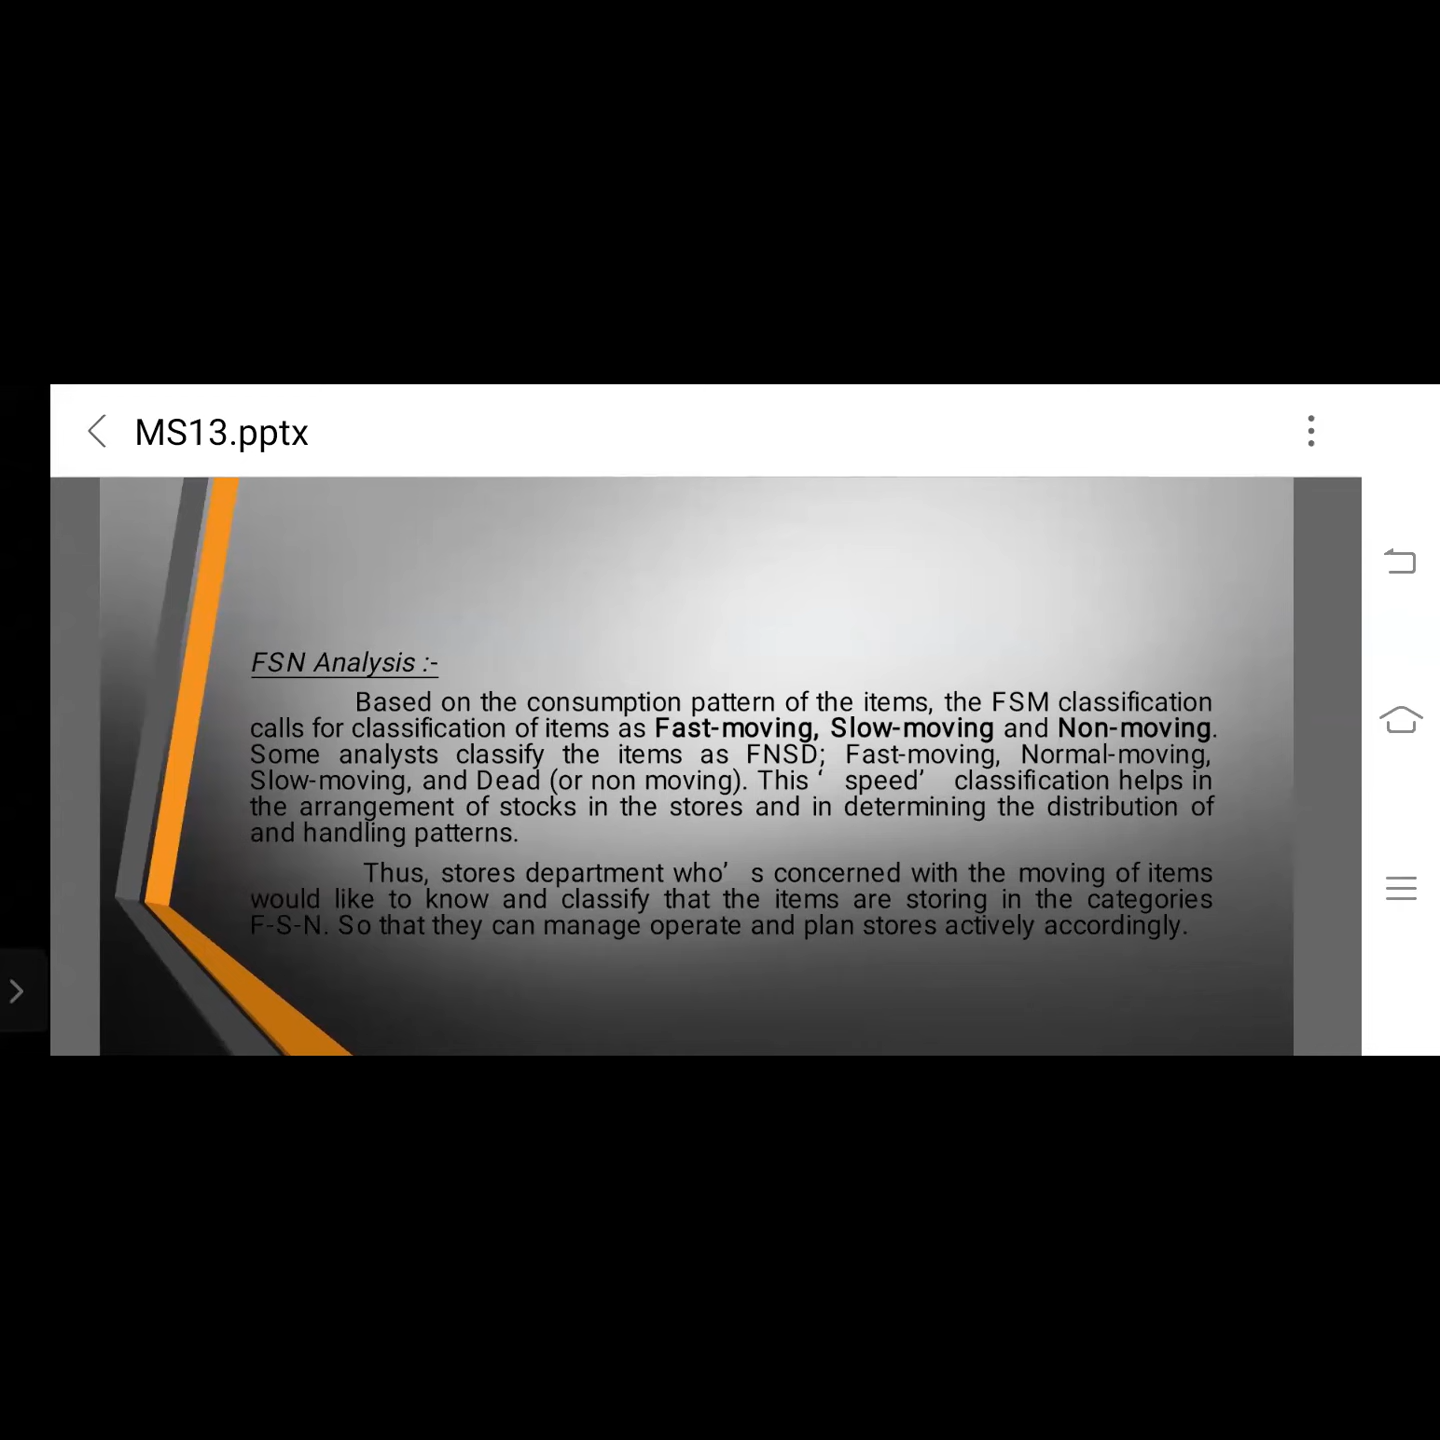 MS13.pptx
FSN Analysis :-
Based on the consumption pattern of the items, the FSM classification
calls for classification of items as Fast-moving, Slow-moving and Non-moving.
Some analysts classify the items as FNSD; Fast-moving, Normal-moving,
Slow-moving, and Dead (or non moving). This ‘ speed’ classification helps in
the arrangement of stocks in the stores and in determining the distribution of
and handling patterns.
Thus, stores department who’ s concerned with the moving of items
would like to know and classify that the items are storing in the categories
F-S-N. So that they can manage operate and plan stores actively accordingly.